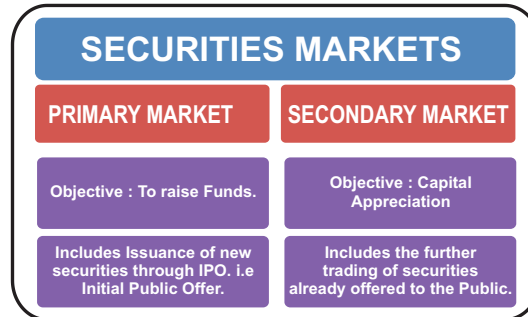 SECURITIES MARKETS
PRIMARY MARKET
SECONDARY MARKET
Objective : To raise Funds.
Objective : Capital
Appreciation
Includes Issuance of new
securities through IPO. i.e
Initial Public Offer.
Includes the further
trading of securities
already offered to the Public.